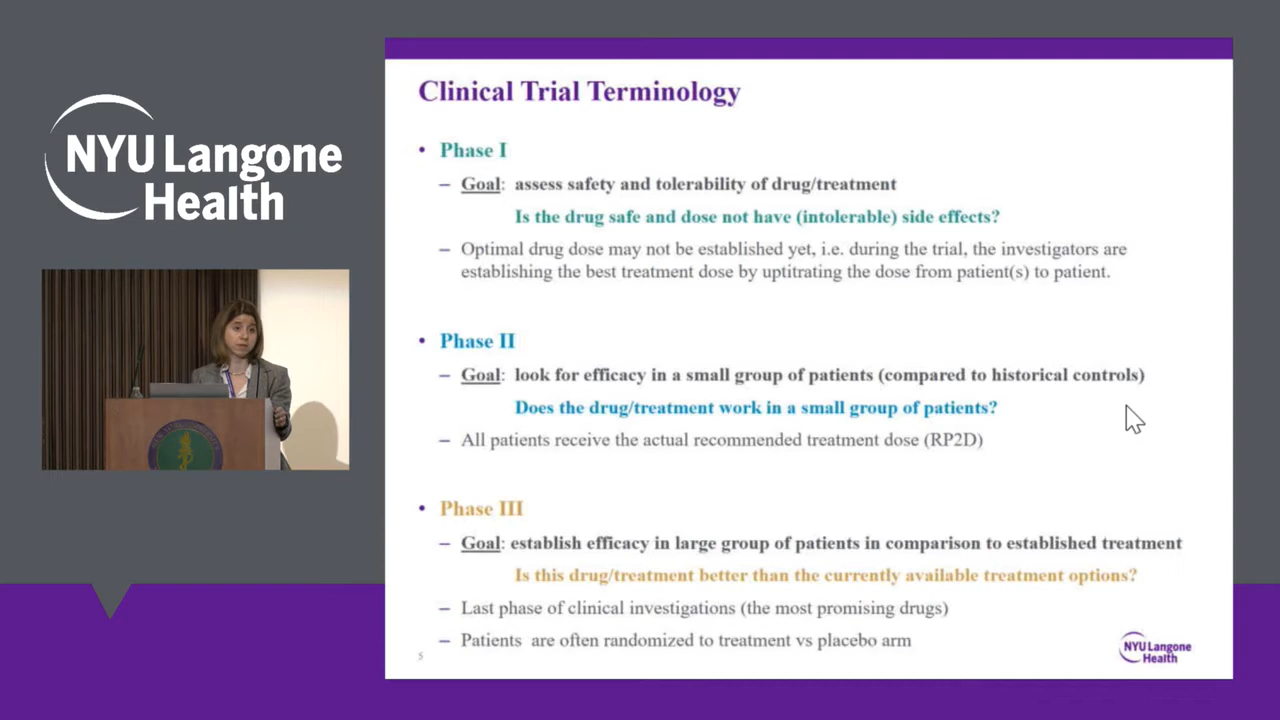 NYU Langone
Health
Clinical Trial Terminology
• Phase I
– Goal: assess safety and tolerability of drug/treatment
Is the drug safe and dose not have (intolerable) side effects?
– Optimal drug dose may not be established yet, i.e. during the trial, the investigators are
establishing the best treatment dose by uptitrating the dose from patient(s) to patient.
• Phase II
– Goal: look for efficacy in a small group of patients (compared to historical controls)
Does the drug/treatment work in a small group of patients?
– All patients receive the actual recommended treatment dose (RP2D)
• Phase III
– Goal: establish efficacy in large group of patients in comparison to established treatment
Is this drug/treatment better than the currently available treatment options?
– Last phase of clinical investigations (the most promising drugs)
– Patients are often randomized to treatment vs placebo arm
5
NYU Langone
Health